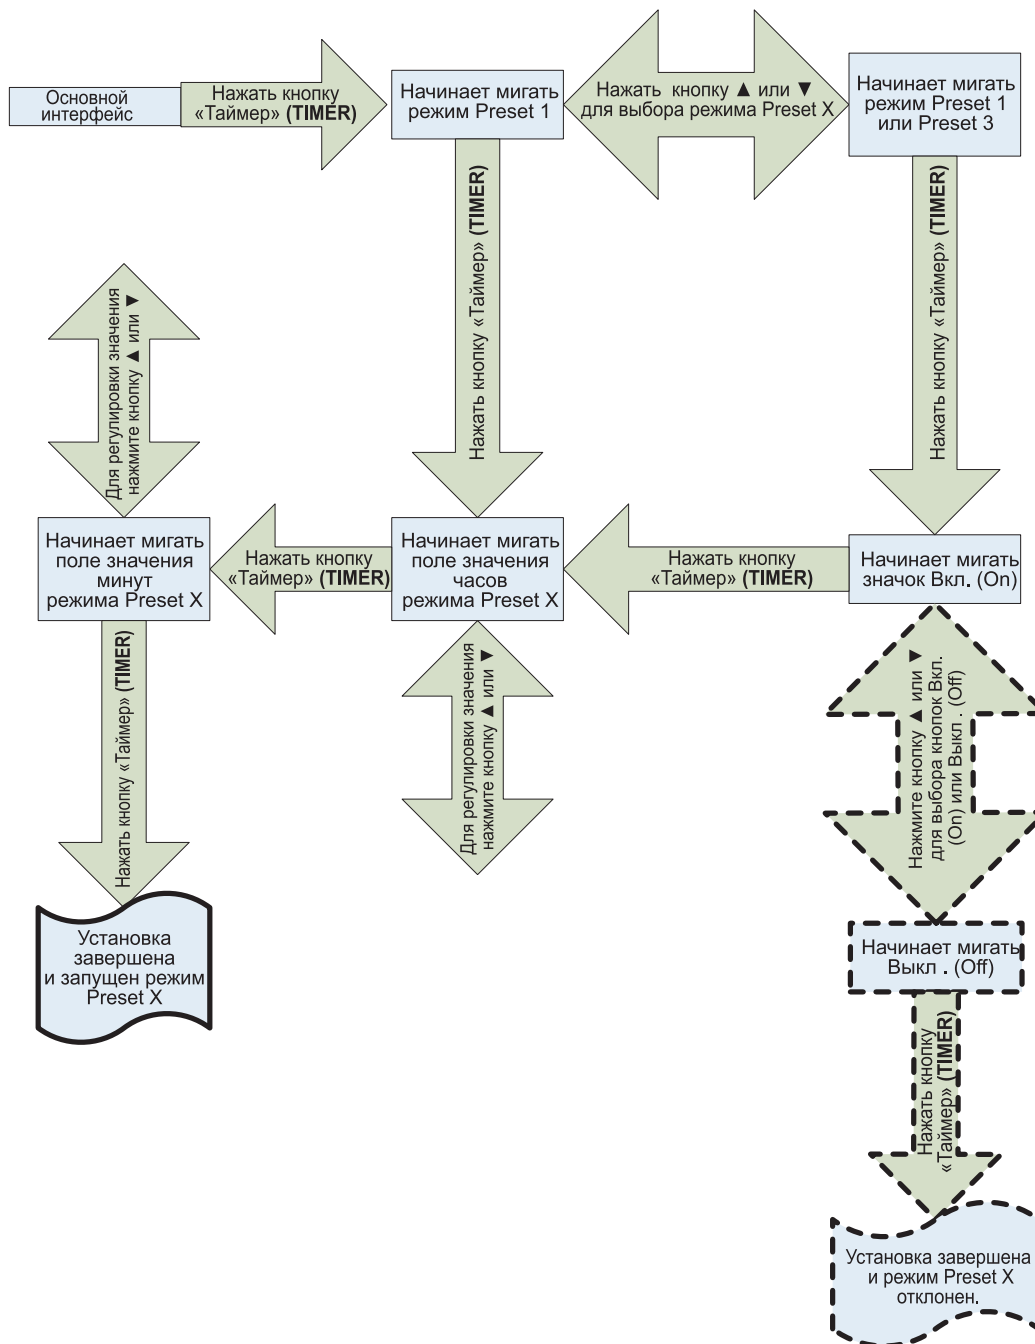 Основной
интерфейс
Нажать кнопку
«Таймер» (TIMER)
Начинает мигать
режим Preset 1
Нажать кнопку ▲ или ▼
для выбора режима Preset X
Начинает мигать
режим Preset 1
или Preset 3
Нажать кнопку «Таймер» (TIMER)
Нажать кнопку «Таймер» (TIMER)
Для регулировки значения
нажмите кнопку ▲ или ▼
Начинает мигать
поле значения
минут
режима Preset X
Нажать кнопку
«Таймер» (TIMER)
Начинает мигать
поле значения
часов
режима Preset X
Нажать кнопку
«Таймер» (TIMER)
Начинает мигать
значок Вкл. (On)
Нажать кнопку «Таймер» (TIMER)
Для регулировки значения
нажмите кнопку ▲ или ▼
Нажмите кнопку ▲ или ▼
для выбора кнопок Вкл.
(On) или Выкл . (Off)
Установка
завершена
и запущен режим
Preset X
Начинает мигать
Выкл . (Off)
Нажать кнопку
«Таймер» (TIMER)
Установка завершена
и режим Preset X
отклонен.